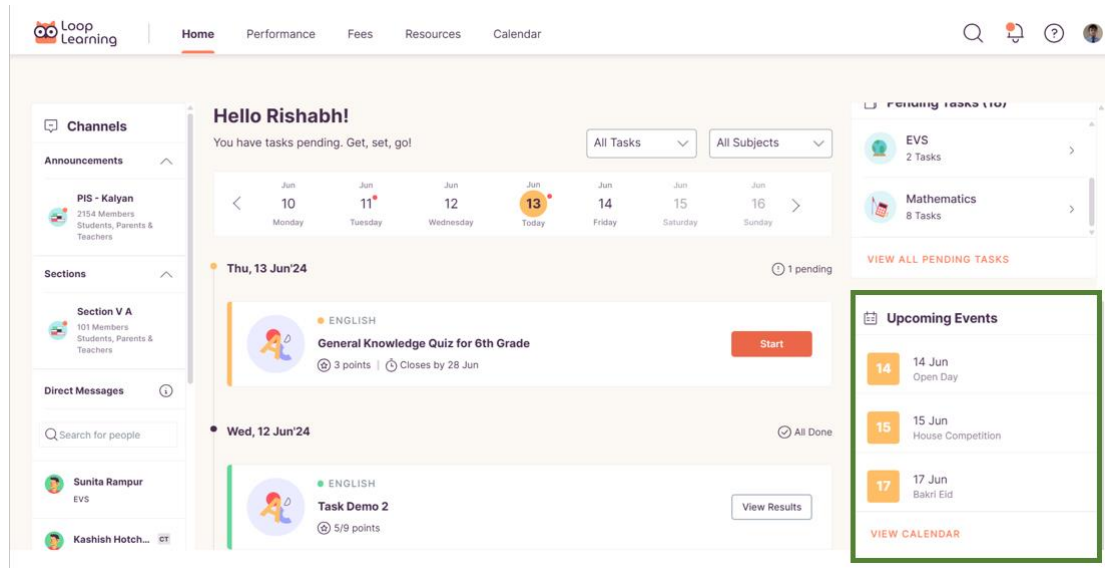 Loop
Learning
Home
Performance
Fees
Resources
Calendar
Channels
Announcements
PIS - Kalyan
2154 Members
Students, Parents &
Teachers
Sections
Section V A
101 Members
Students, Parents &
Teachers
Direct Messages
Search for people
Sunita Rampur
EVS
Kashish Hotch... CT
Hello Rishabh!
You have tasks pending. Get, set, go!
All Tasks
All Subjects
Jun
10
Monday
Jun
11
Tuesday
Jun
12
Wednesday
Jun
13
Today
Jun
14
Friday
Jun
15
Saturday
Jun
16
Sunday
Thu, 13 Jun'24
1 pending
ENGLISH
General Knowledge Quiz for 6th Grade
3 points | Closes by 28 Jun
Start
Wed, 12 Jun'24
All Done
ENGLISH
Task Demo 2
5/9 points
View Results
Pending Tasks (10)
EVS
2 Tasks
Mathematics
8 Tasks
VIEW ALL PENDING TASKS
Upcoming Events
14
14 Jun
Open Day
15
15 Jun
House Competition
17
17 Jun
Bakri Eid
VIEW CALENDAR